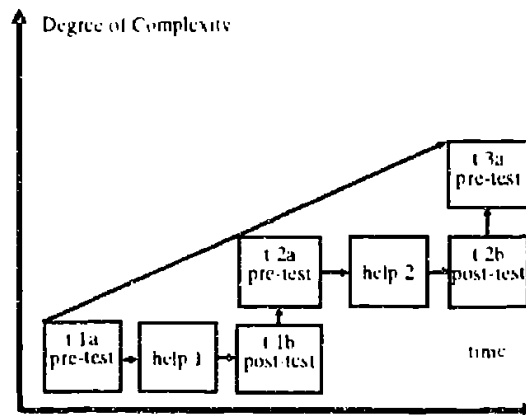 Degree of Complexity
t 3a
pre-test
t 2a
pre-test
help 2
t 2b
post-test
t 1a
pre-test
help 1
t 1b
post-test
time